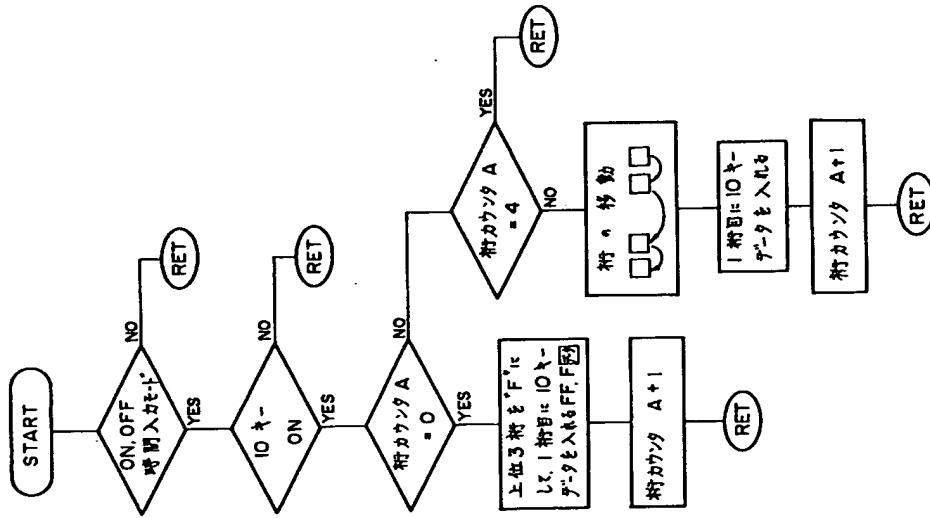 START
ON, OFF
時間入力モード
NO
RET
YES
10キー
ON
NO
RET
YES
桁カウンタ A
= 0
NO
YES
上位3桁を"F"に
して、1桁目に10キー
データを入れるFF,F
桁カウンタ A+1
RET
桁カウンタ A
= 4
YES
RET
NO
桁の移動
1桁目に10キー
データを入れる
桁カウンタ A+1
RET